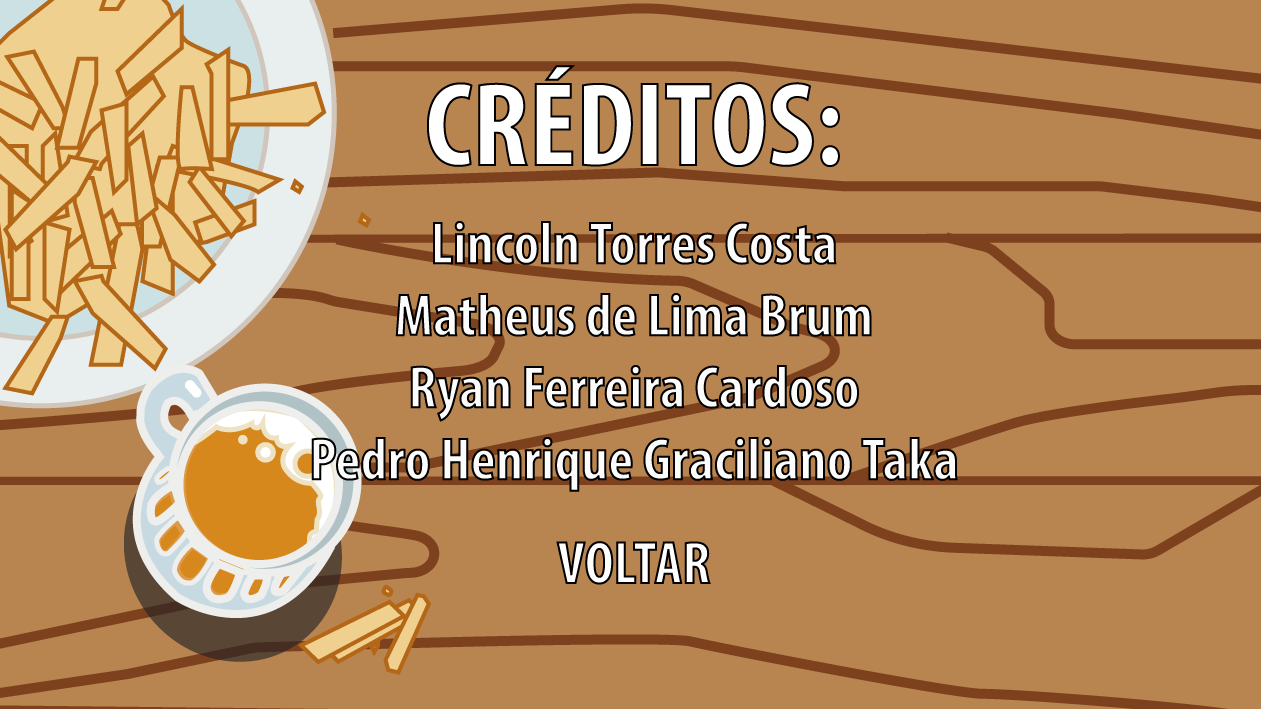 CRÉDITOS:
Lincoln Torres Costa
Matheus de Lima Brum
Ryan Ferreira Cardoso
Pedro Henrique Graciliano Taka
VOLTAR